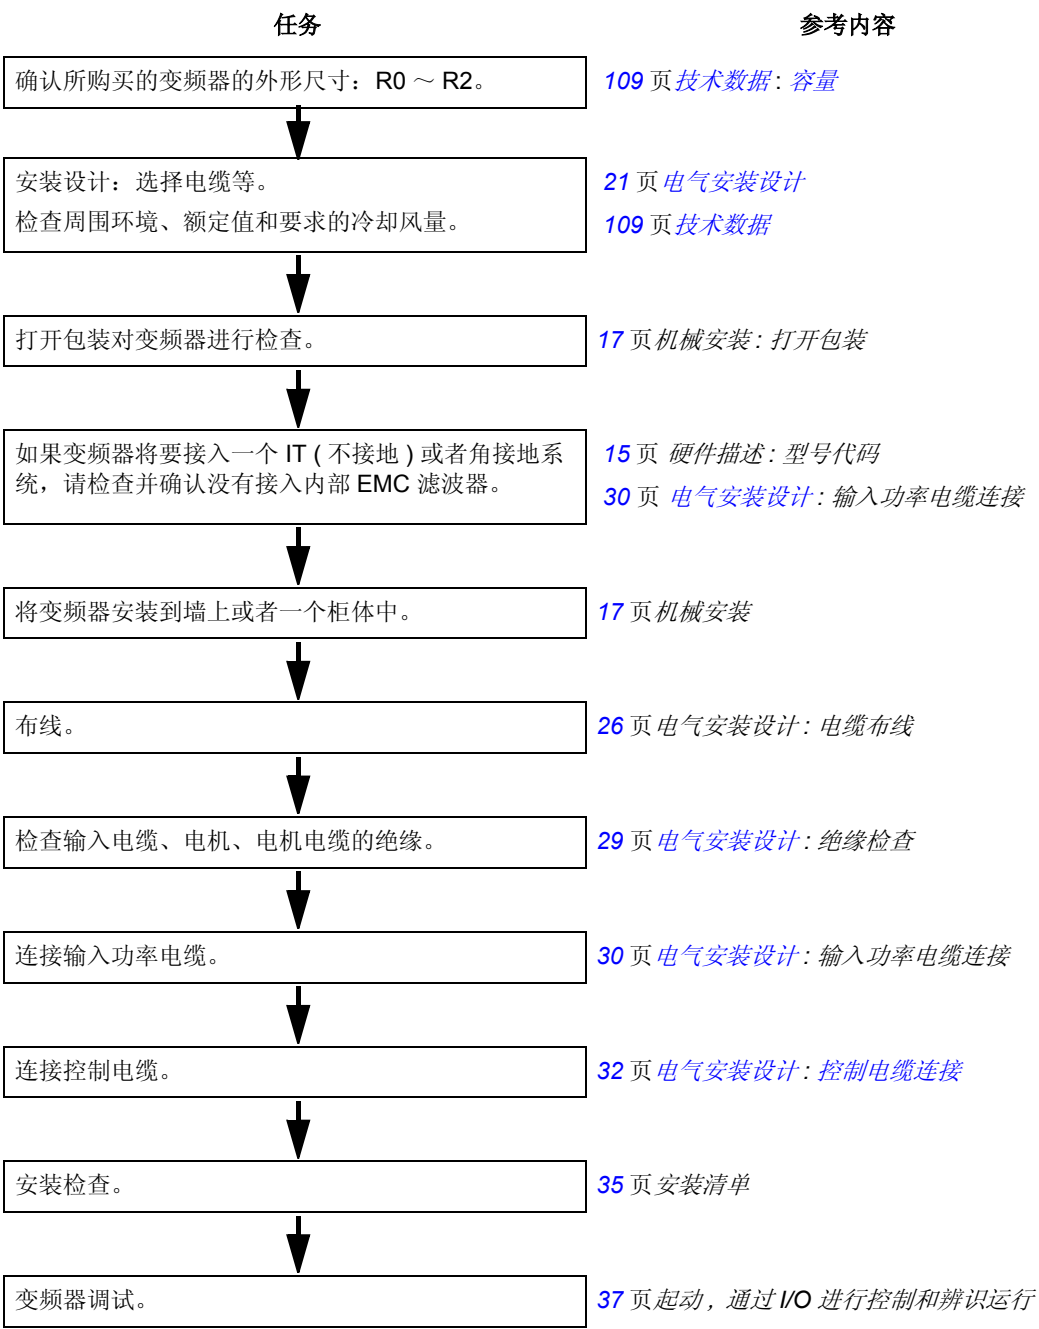 任务 参考内容
确认所购买的变频器的外形尺寸：R0 ～ R2。 109 页技术数据 : 容量
安装设计：选择电缆等。 21 页电气安装设计
检查周围环境、额定值和要求的冷却风量。 109 页技术数据
打开包装对变频器进行检查。 17 页机械安装 : 打开包装
如果变频器将要接入一个 IT ( 不接地 ) 或者角接地系 15 页 硬件描述 : 型号代码
统，请检查并确认没有接入内部 EMC 滤波器。 30 页 电气安装设计 : 输入功率电缆连接
将变频器安装到墙上或者一个柜体中。 17 页机械安装
布线。 26 页电气安装设计 : 电缆布线
检查输入电缆、电机、电机电缆的绝缘。 29 页电气安装设计 : 绝缘检查
连接输入功率电缆。 30 页电气安装设计 : 输入功率电缆连接
连接控制电缆。 32 页电气安装设计 : 控制电缆连接
安装检查。 35 页安装清单
变频器调试。 37 页起动 , 通过 I/O 进行控制和辨识运行